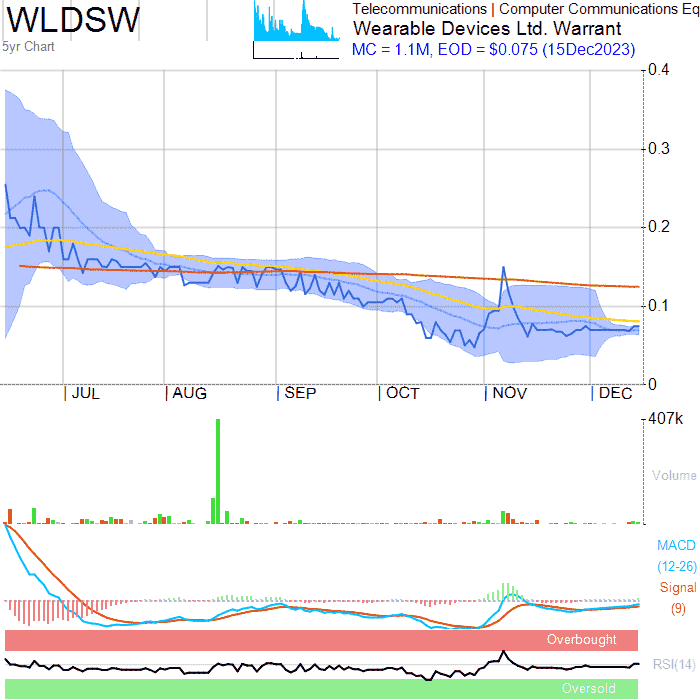 WLDSW
5yr Chart
Telecommunications | Computer Communications Eq
Wearable Devices Ltd. Warrant
MC = 1.1M, EOD = $0.075 (15Dec2023)
0.4
0.3
0.2
0.1
0
JUL
AUG
SEP
OCT
NOV
DEC
407k
Volume
MACD
(12-26)
Signal
(9)
Overbought
RSI(14)
Oversold